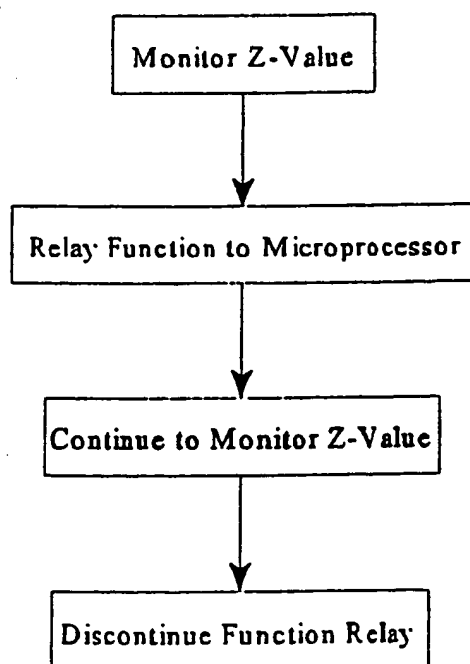 Monitor Z-Value
Relay Function to Microprocessor
Continue to Monitor Z-Value
Discontinue Function Relay